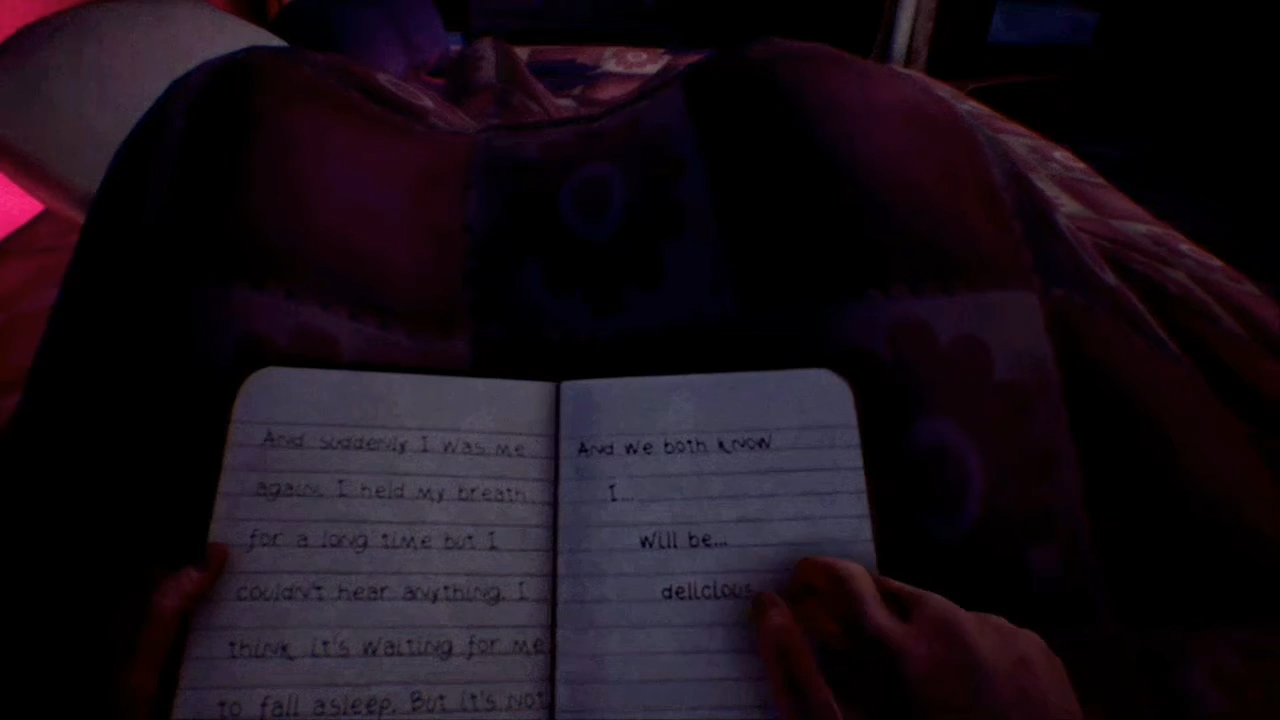 And suddenly I was me
again. I held my breath
for a long time but I
couldn't hear anything. I
think it's waiting for me
to fall asleep. But it's not
And we both know
I...
will be...
delicious